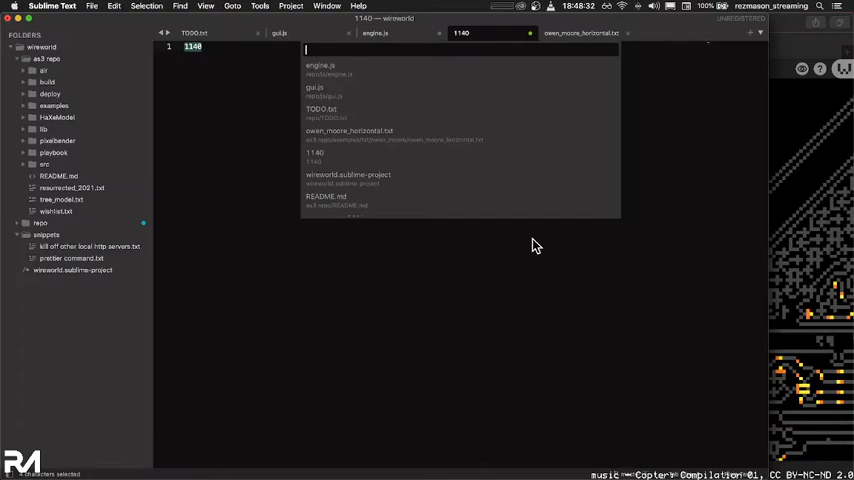 Sublime Text File Edit Selection Find View Goto Tools Project Window Help 100% 18:48:32 rezmason_streaming
1140 — wireworld
UNREGISTERED
FOLDERS
TODO.txt gui.js engine.js 1140 owen_moore_horizontal.txt
wireworld
1 1140
as3 repo
air
build
deploy
examples
HaXeModel
lib
pixelbender
playbook
src
README.md
resurrected_2021.txt
tree_model.txt
wishlist.txt
repo
snippets
kill off other local http servers.txt
prettier command.txt
wireworld.sublime-project
engine.js
repo/js/engine.js
gui.js
repo/js/gui.js
TODO.txt
repo/TODO.txt
owen_moore_horizontal.txt
1140
1140
wireworld.sublime-project
wireworld.sublime-project
README.md
as3 repo/README.md
RM
4 characters selected
music — Copter Compilation 01, CC BY-NC-ND 2.0